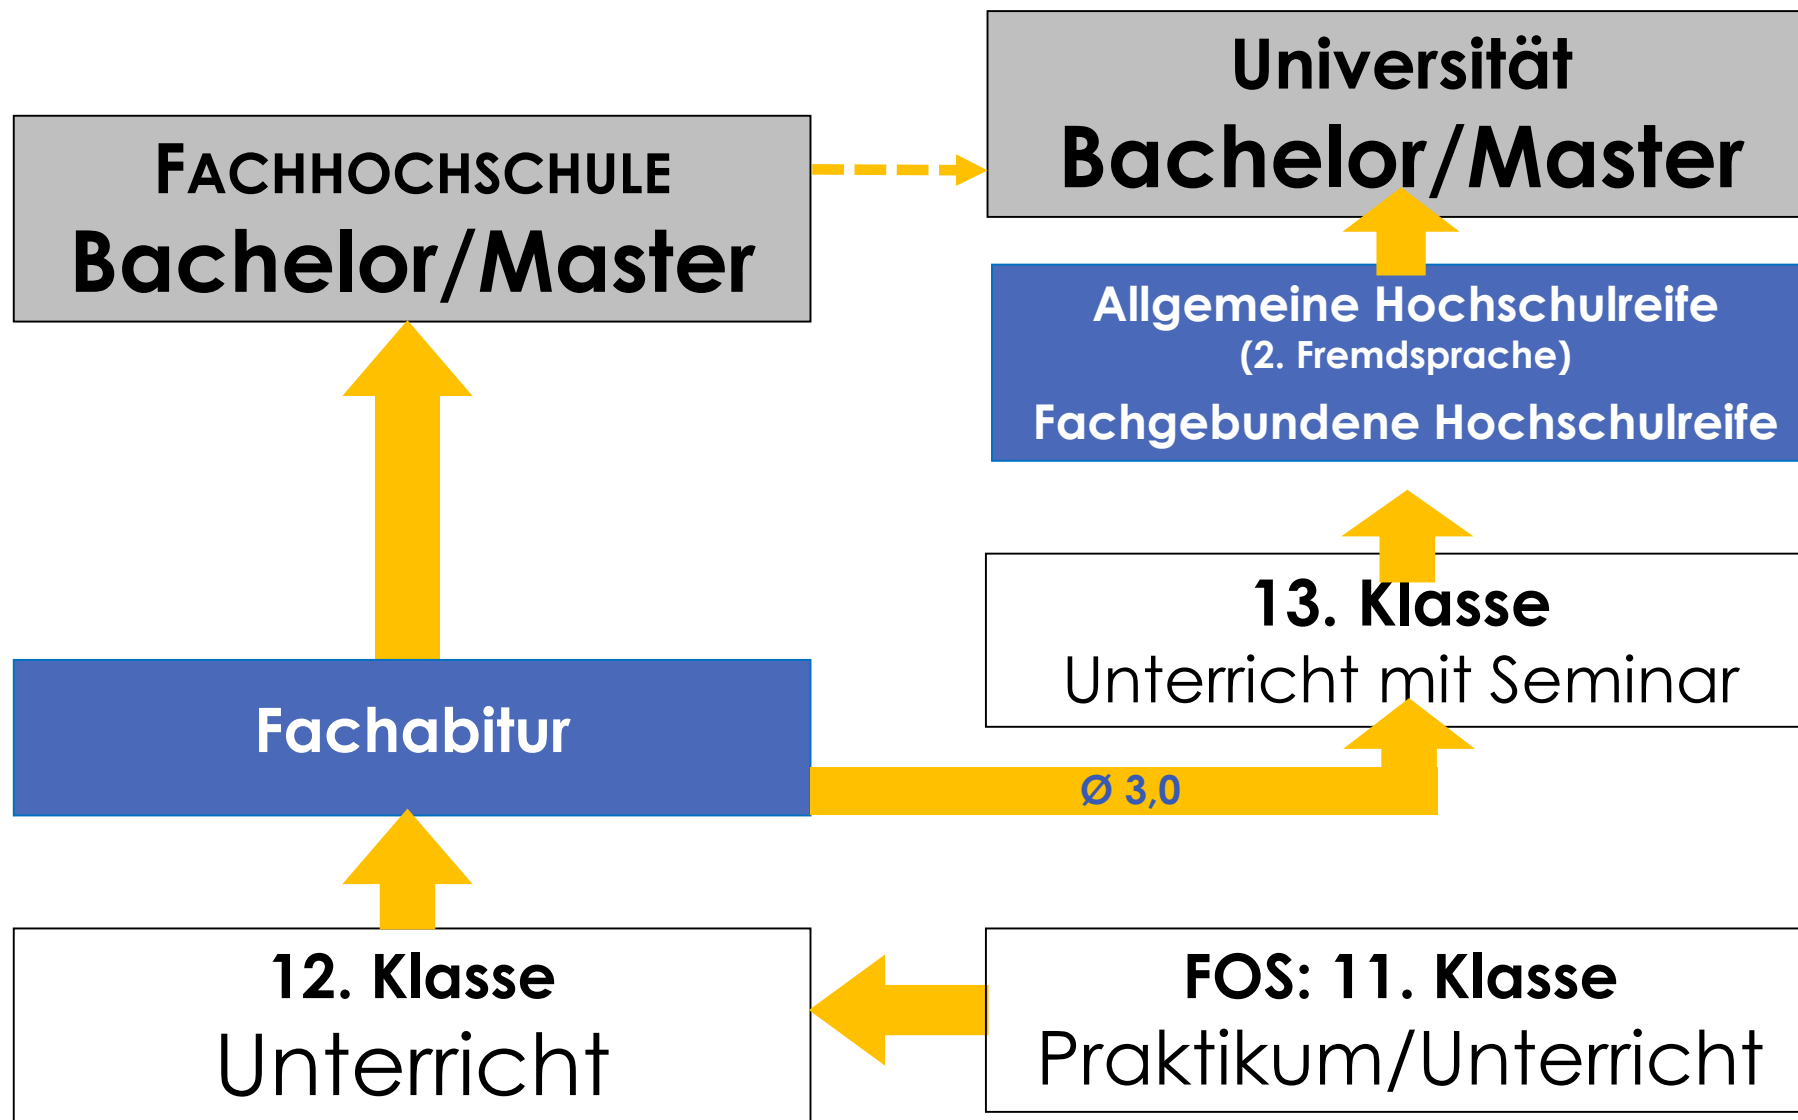 Universität
Bachelor/Master
FACHHOCHSCHULE
Bachelor/Master
Allgemeine Hochschulreife
(2. Fremdsprache)
Fachgebundene Hochschulreife
13. Klasse
Unterricht mit Seminar
Fachabitur
Ø 3,0
12. Klasse
Unterricht
FOS: 11. Klasse
Praktikum/Unterricht